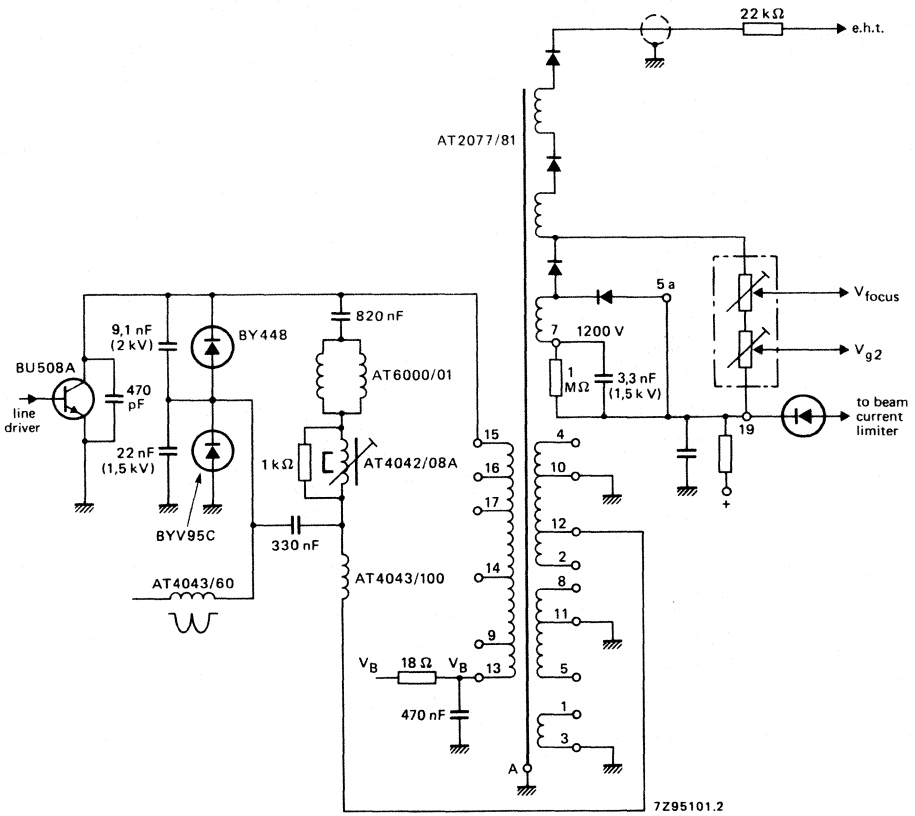 22 kΩ
e.h.t.
AT2077/81
5 a
V focus
V g2
7
1200 V
1
MΩ
3,3 nF
(1,5 kV)
19
to beam
current
limiter
+
820 nF
9,1 nF
(2 kV)
BY448
AT6000/01
BU508A
470
pF
line
driver
22 nF
(1,5 kV)
1 kΩ
AT4042/08A
BYV95C
330 nF
AT4043/60
AT4043/100
15
16
17
14
9
13
4
10
12
2
8
11
5
1
3
VB
18 Ω
VB
470 nF
A
7Z95101.2